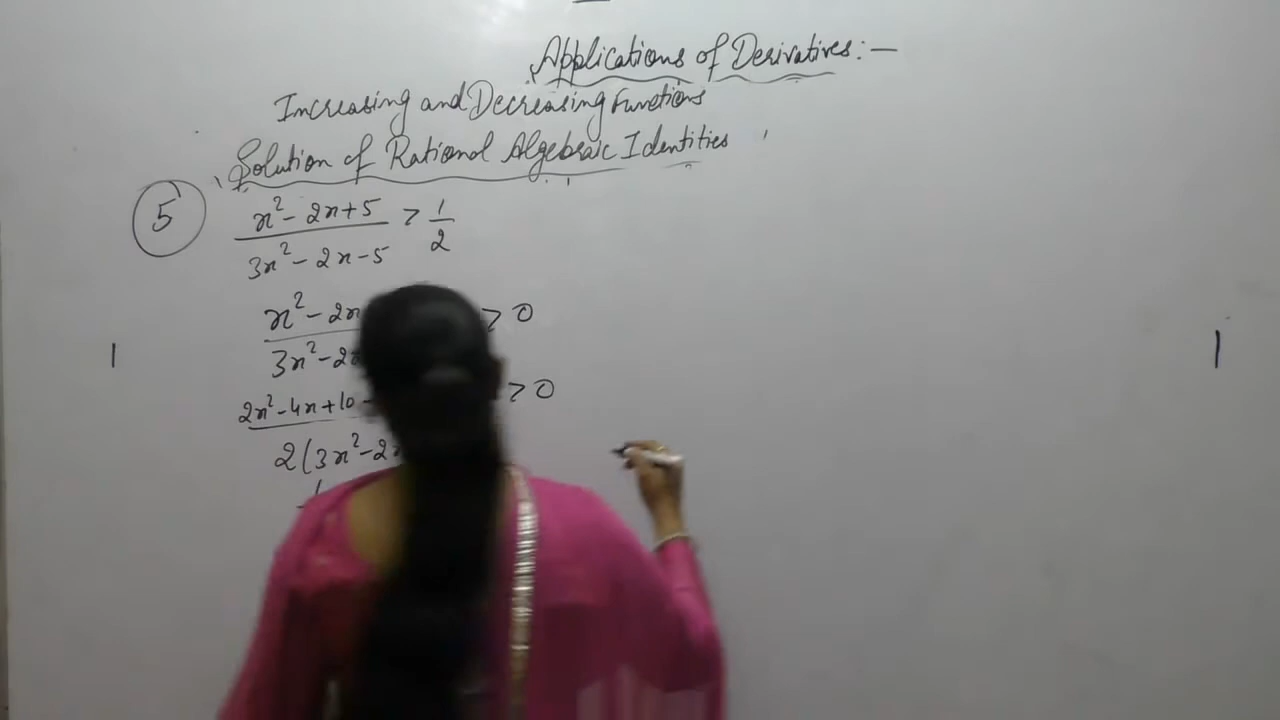 Applications of Derivatives:—
Increasing and Decreasing Functions
Solution of Rational Algebraic Identities
5
x² - 2x + 5 > 1
3x² - 2x - 5 2
x² - 2x > 0
3x² - 2x
2x² - 4x + 10 - > 0
2(3x² - 2x